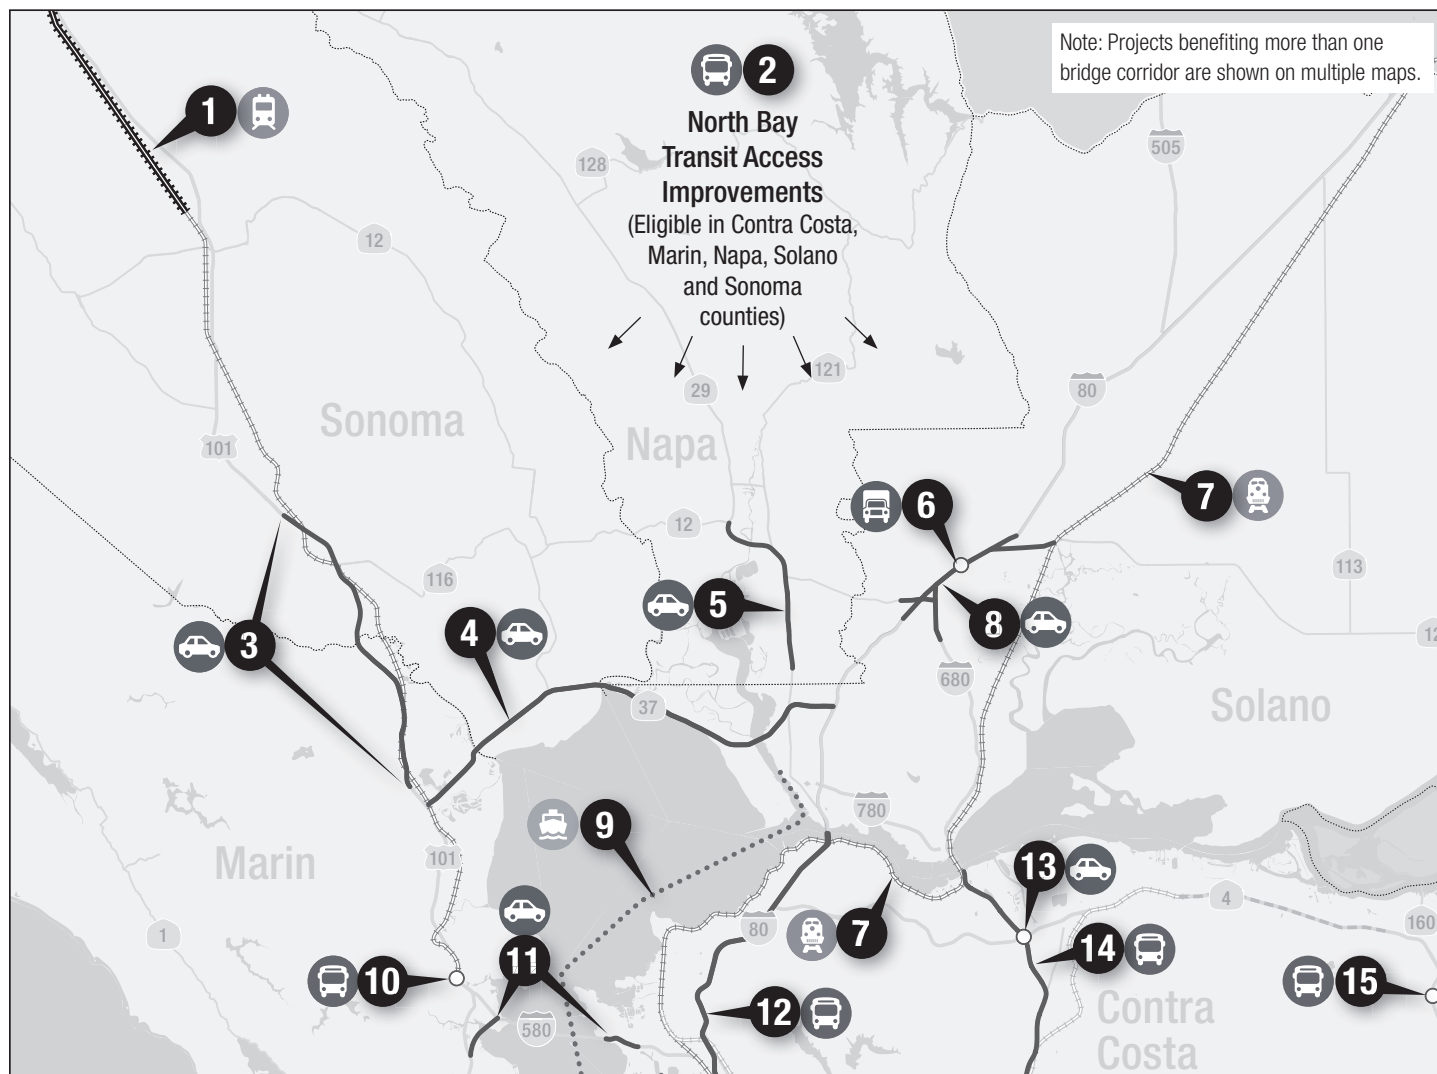 Note: Projects benefiting more than one
bridge corridor are shown on multiple maps.
2
North Bay
Transit Access
Improvements
(Eligible in Contra Costa,
Marin, Napa, Solano
and Sonoma
counties)
1
505
128
12
121
29
80
Sonoma
Napa
101
6
7
12
113
116
5
8
4
3
12
680
37
Solano
780
9
Marin
101
13
4
160
1
80
7
14
11
10
15
12
580
Contra
Costa